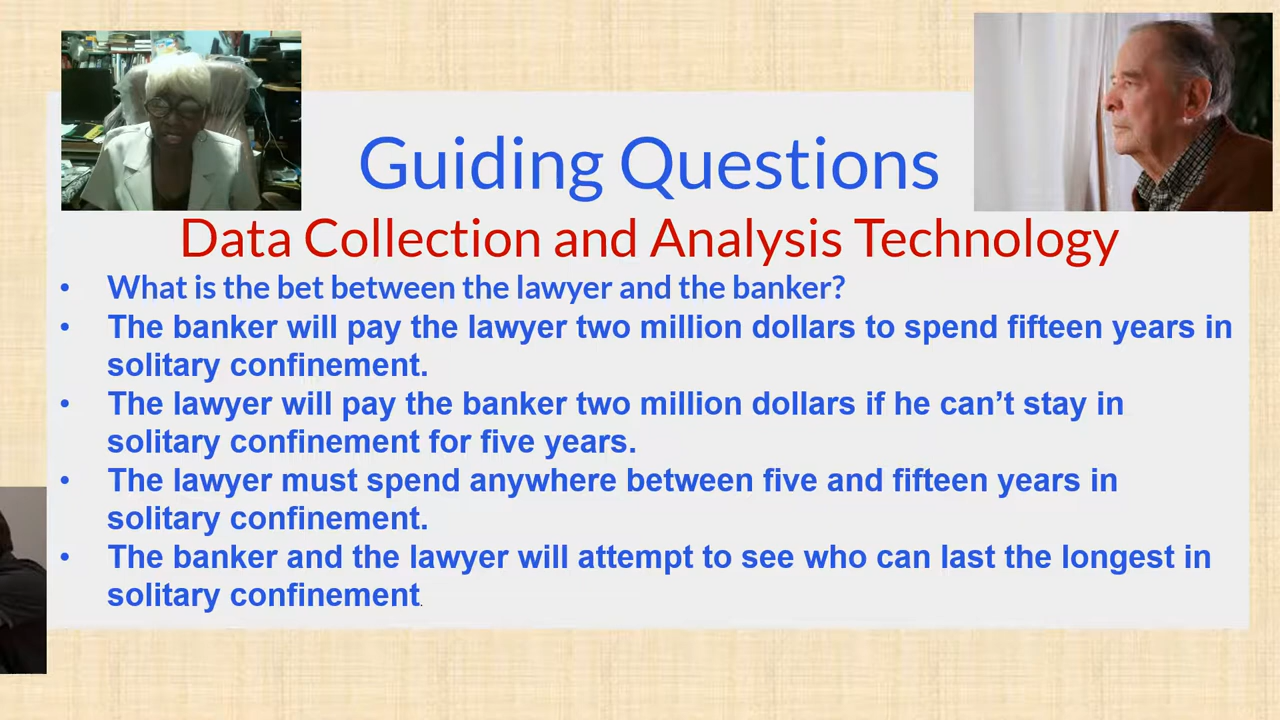 Guiding Questions
Data Collection and Analysis Technology
• What is the bet between the lawyer and the banker?
• The banker will pay the lawyer two million dollars to spend fifteen years in
solitary confinement.
• The lawyer will pay the banker two million dollars if he can’t stay in
solitary confinement for five years.
• The lawyer must spend anywhere between five and fifteen years in
solitary confinement.
• The banker and the lawyer will attempt to see who can last the longest in
solitary confinement.